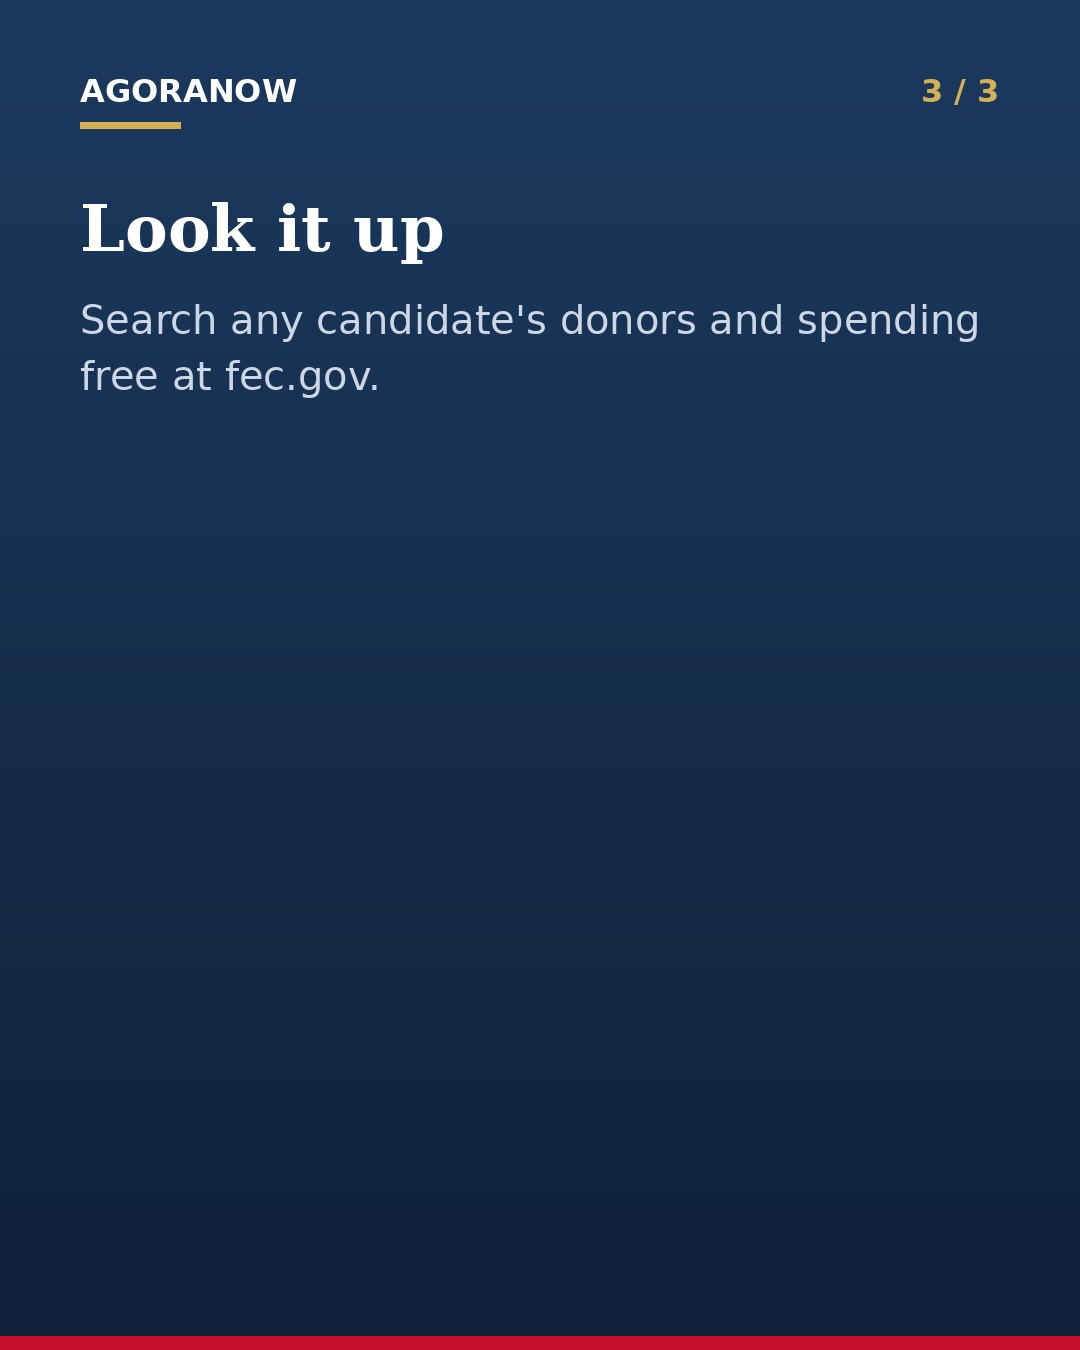 AGORANOW
3 / 3
Look it up
Search any candidate's donors and spending
free at fec.gov.